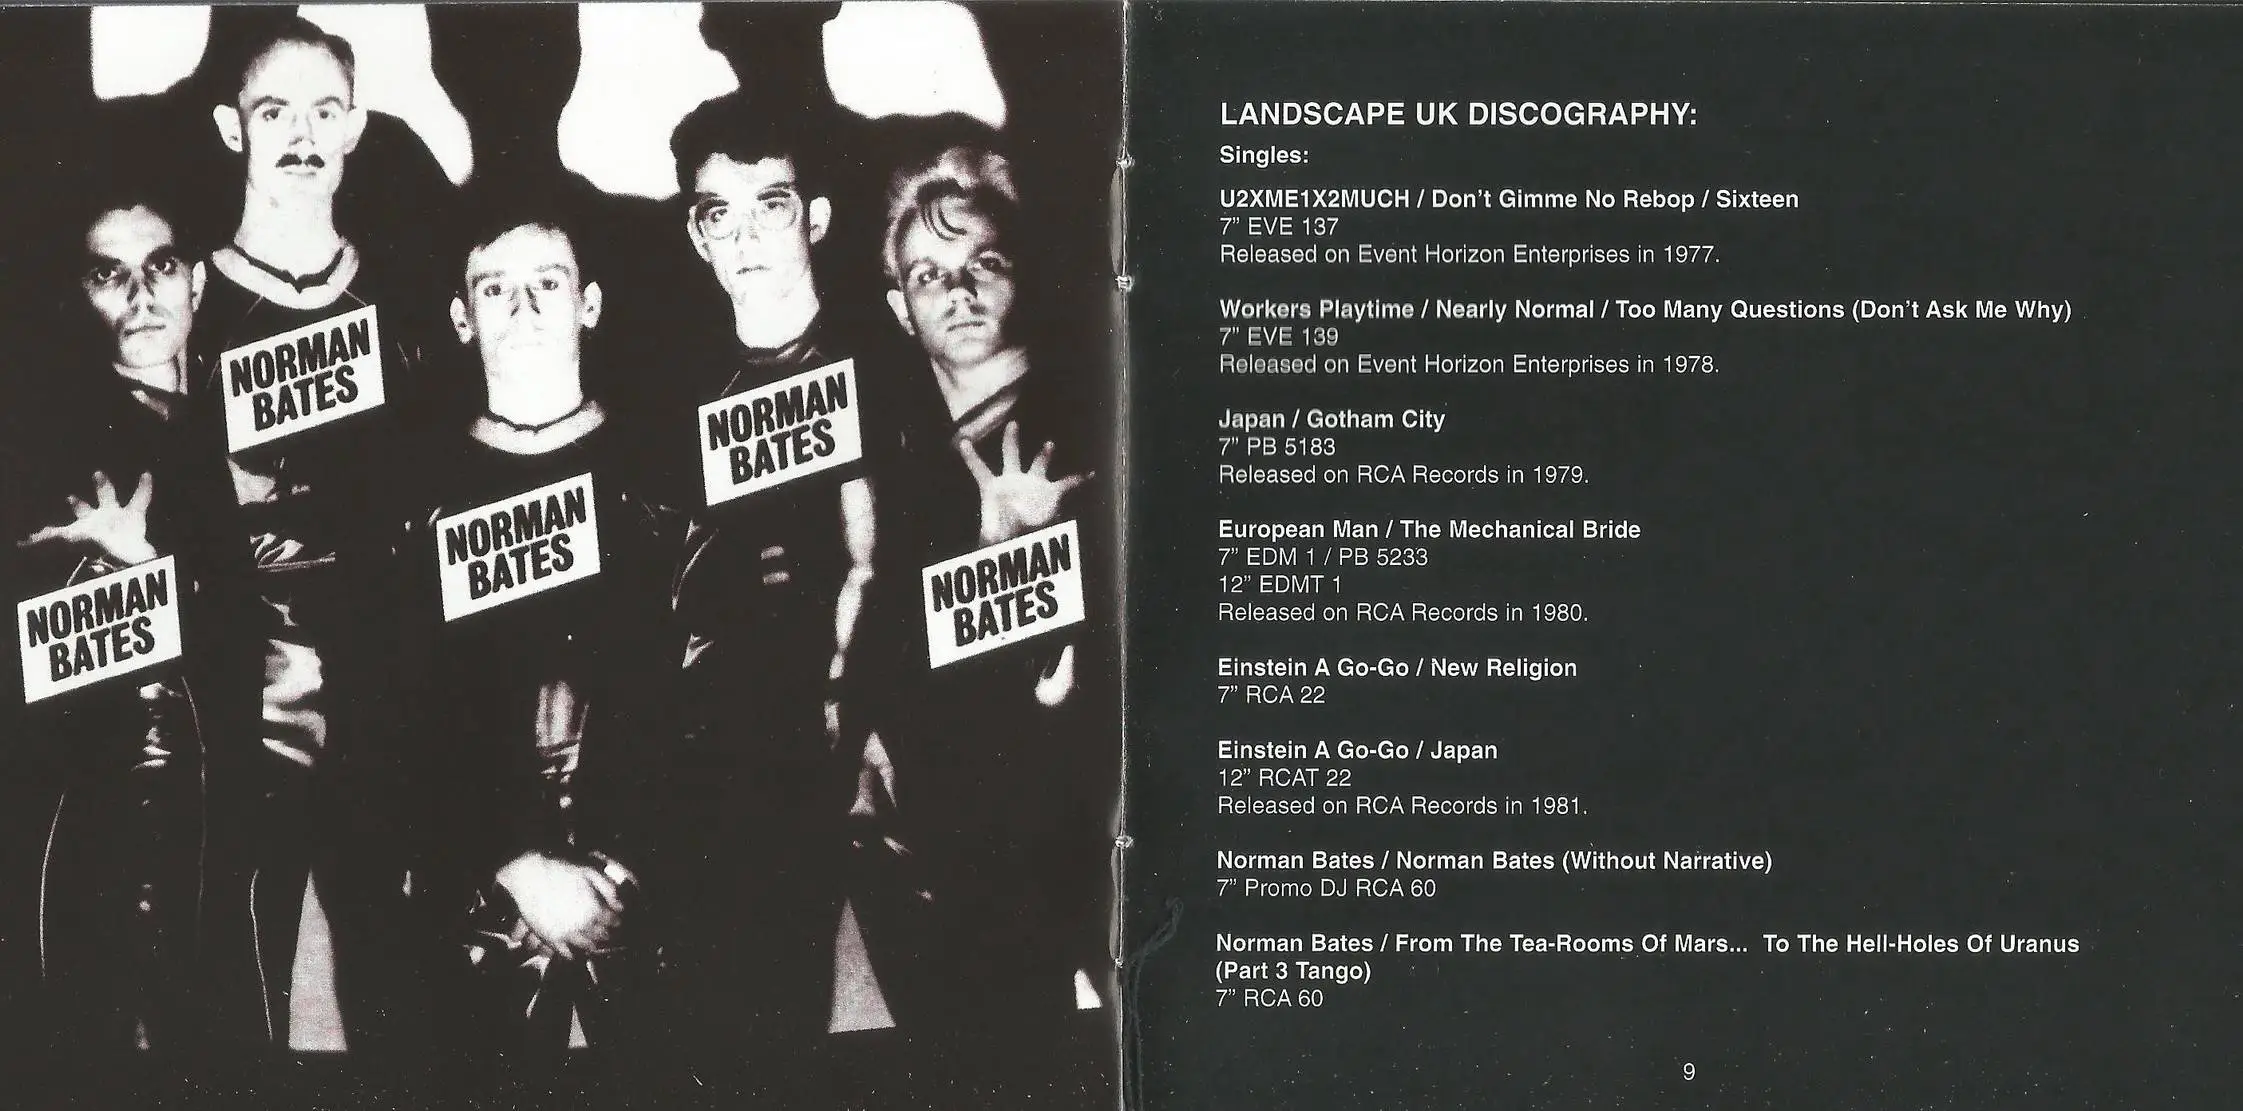 NORMAN
BATES
NORMAN
BATES
NORMAN
BATES
NORMAN
BATES
NORMAN
BATES
LANDSCAPE UK DISCOGRAPHY:
Singles:
U2XME1X2MUCH / Don't Gimme No Rebop / Sixteen
7" EVE 137
Released on Event Horizon Enterprises in 1977.
Workers Playtime / Nearly Normal / Too Many Questions (Don't Ask Me Why)
7" EVE 139
Released on Event Horizon Enterprises in 1978.
Japan / Gotham City
7" PB 5183
Released on RCA Records in 1979.
European Man / The Mechanical Bride
7" EDM 1 / PB 5233
12" EDMT 1
Released on RCA Records in 1980.
Einstein A Go-Go / New Religion
7" RCA 22
Einstein A Go-Go / Japan
12" RCAT 22
Released on RCA Records in 1981.
Norman Bates / Norman Bates (Without Narrative)
7" Promo DJ RCA 60
Norman Bates / From The Tea-Rooms Of Mars... To The Hell-Holes Of Uranus
(Part 3 Tango)
7" RCA 60
9